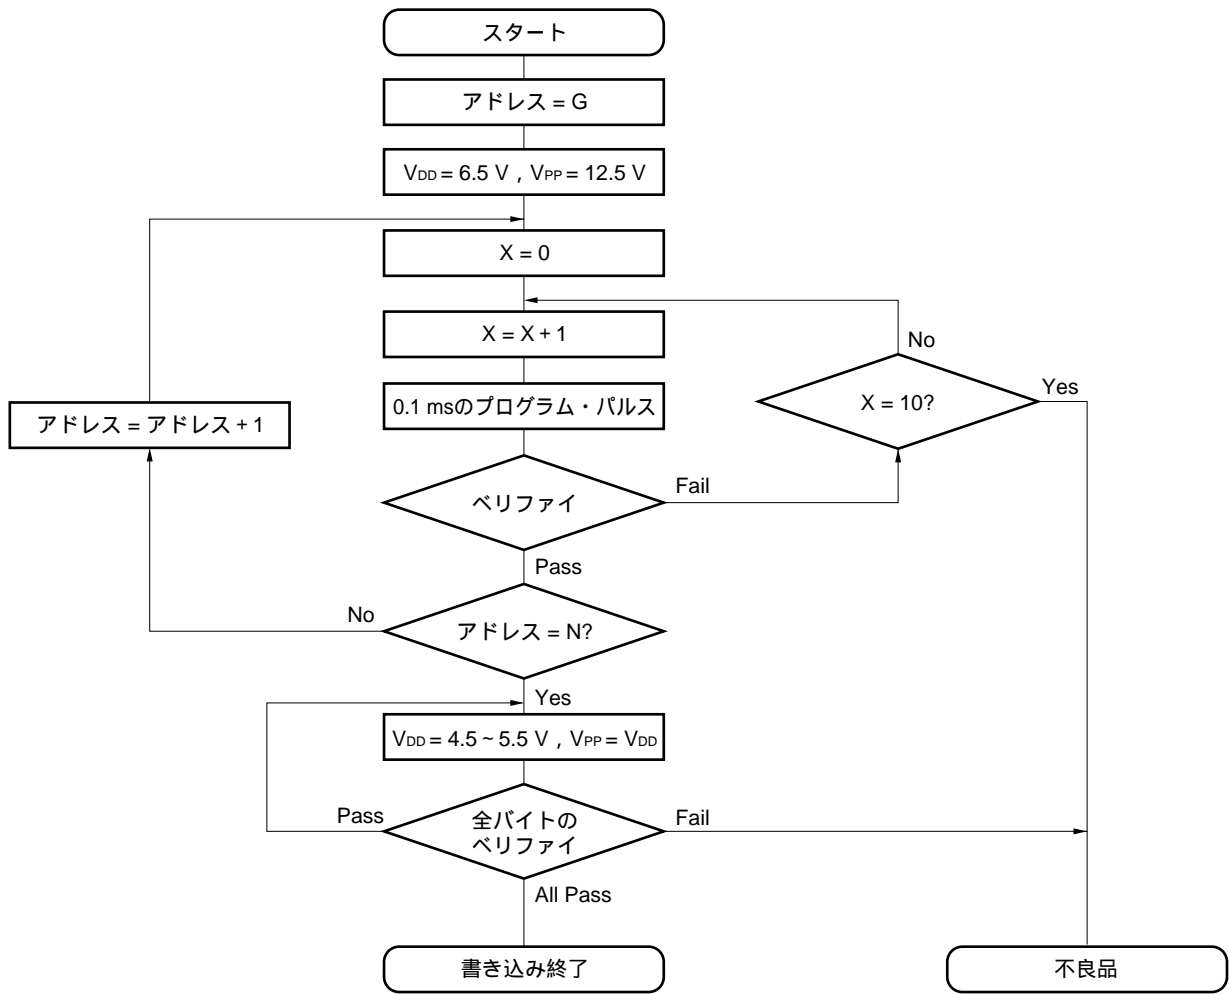 スタート
アドレス = G
VDD = 6.5 V , VPP = 12.5 V
X = 0
X = X + 1
No
Yes
X = 10?
アドレス = アドレス + 1
0.1 msのプログラム・パルス
Fail
ベリファイ
Pass
No
アドレス = N?
Yes
VDD = 4.5 ~ 5.5 V , VPP = VDD
Pass
全バイトの
ベリファイ
Fail
All Pass
書き込み終了
不良品